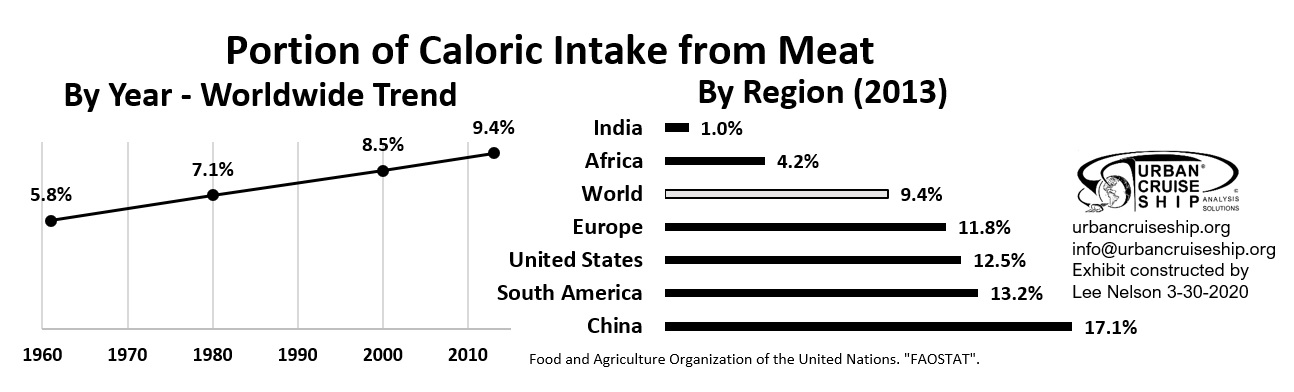 Portion of Caloric Intake from Meat
By Year - Worldwide Trend
5.8%
7.1%
8.5%
9.4%
1960 1970 1980 1990 2000 2010
By Region (2013)
India 1.0%
Africa 4.2%
World 9.4%
Europe 11.8%
United States 12.5%
South America 13.2%
China 17.1%
Food and Agriculture Organization of the United Nations. "FAOSTAT".
URBAN®
CRUISE
SHIP
©
ANALYSIS
SOLUTIONS
urbancruiseship.org
info@urbancruiseship.org
Exhibit constructed by
Lee Nelson 3-30-2020